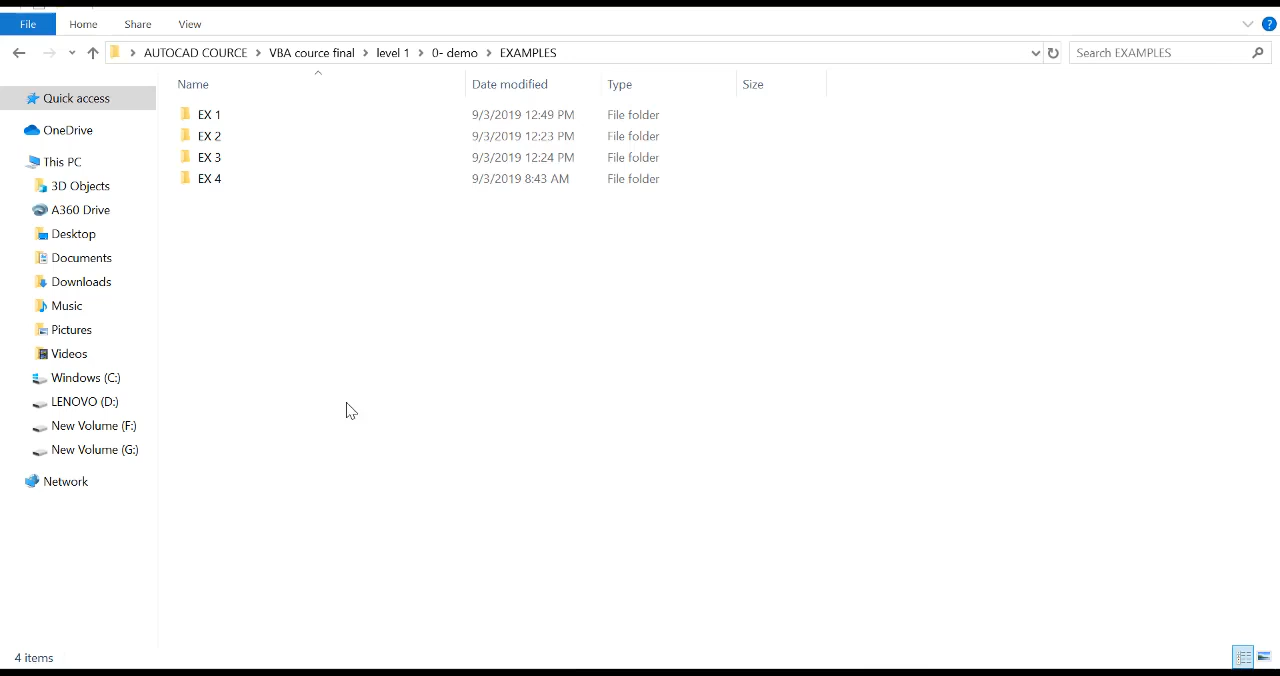 File Home Share View
AUTOCAD COURCE VBA cource final level 1 0- demo EXAMPLES Search EXAMPLES
Name Date modified Type Size
Quick access
OneDrive
This PC
3D Objects
A360 Drive
Desktop
Documents
Downloads
Music
Pictures
Videos
Windows (C:)
LENOVO (D:)
New Volume (F:)
New Volume (G:)
Network
EX 1 9/3/2019 12:49 PM File folder
EX 2 9/3/2019 12:23 PM File folder
EX 3 9/3/2019 12:24 PM File folder
EX 4 9/3/2019 8:43 AM File folder
4 items